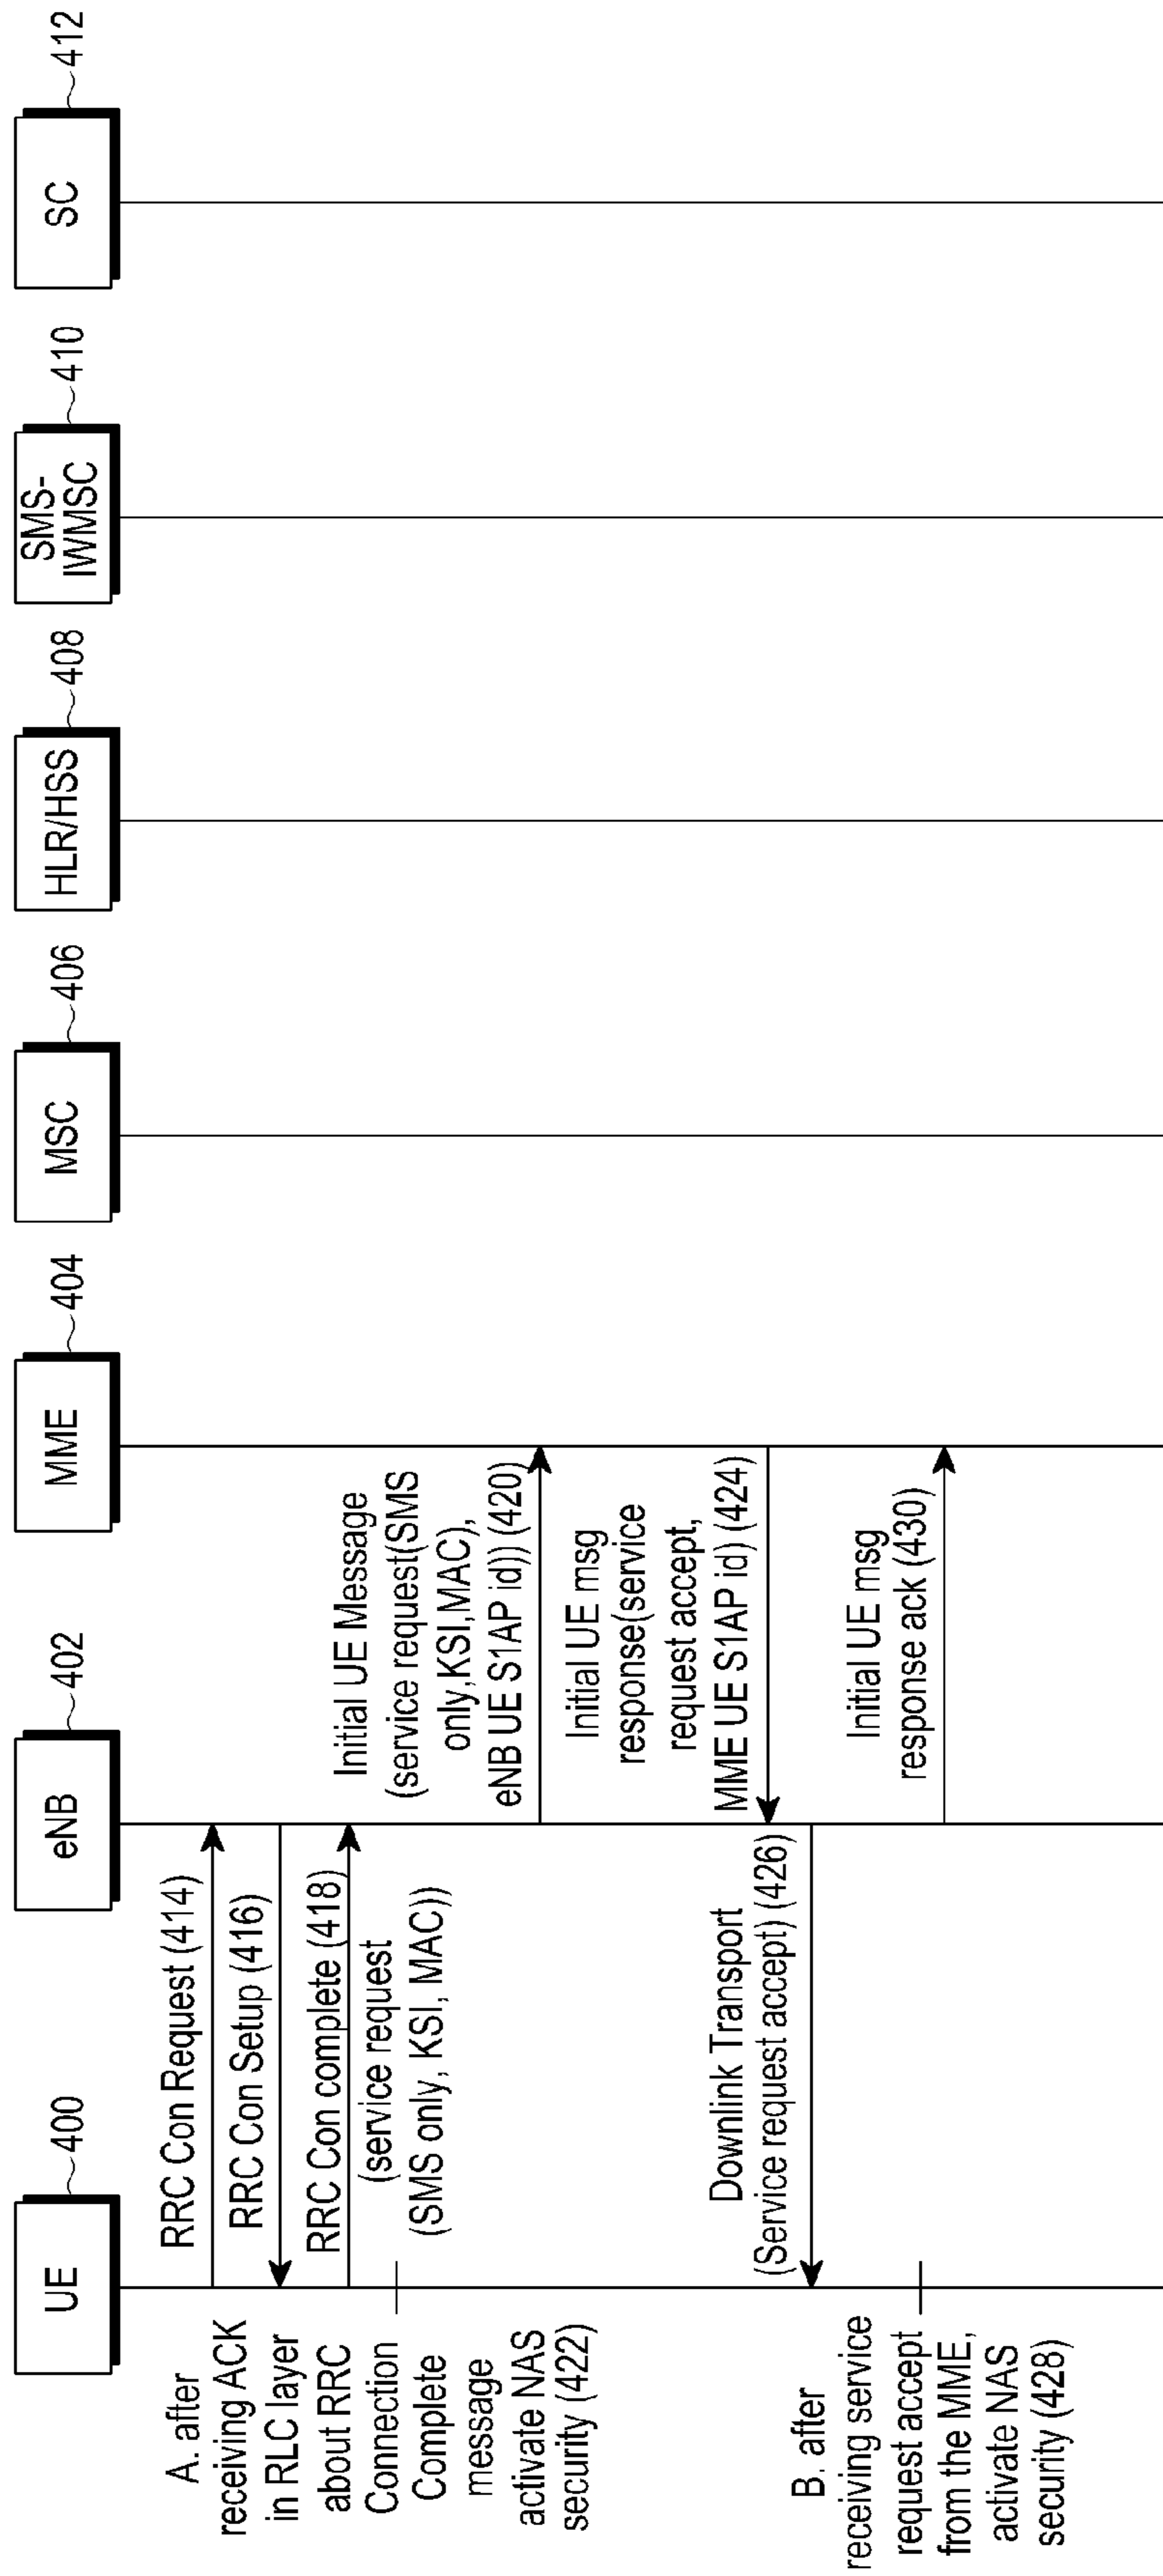 UE
400
eNB
402
MME
404
MSC
406
HLR/HSS
408
SMS-
IWMSC
410
SC
412
RRC Con Request (414)
RRC Con Setup (416)
RRC Con complete (418)
(service request
(SMS only, KSI, MAC))
A. after
receiving ACK
in RLC layer
about RRC
Connection
Complete
message
activate NAS
security (422)
Initial UE Message
(service request(SMS
only,KSI,MAC),
eNB UE S1AP id)) (420)
Initial UE msg
response(service
request accept,
MME UE S1AP id) (424)
Downlink Transport
(Service request accept) (426)
B. after
receiving service
request accept
from the MME,
activate NAS
security (428)
Initial UE msg
response ack (430)